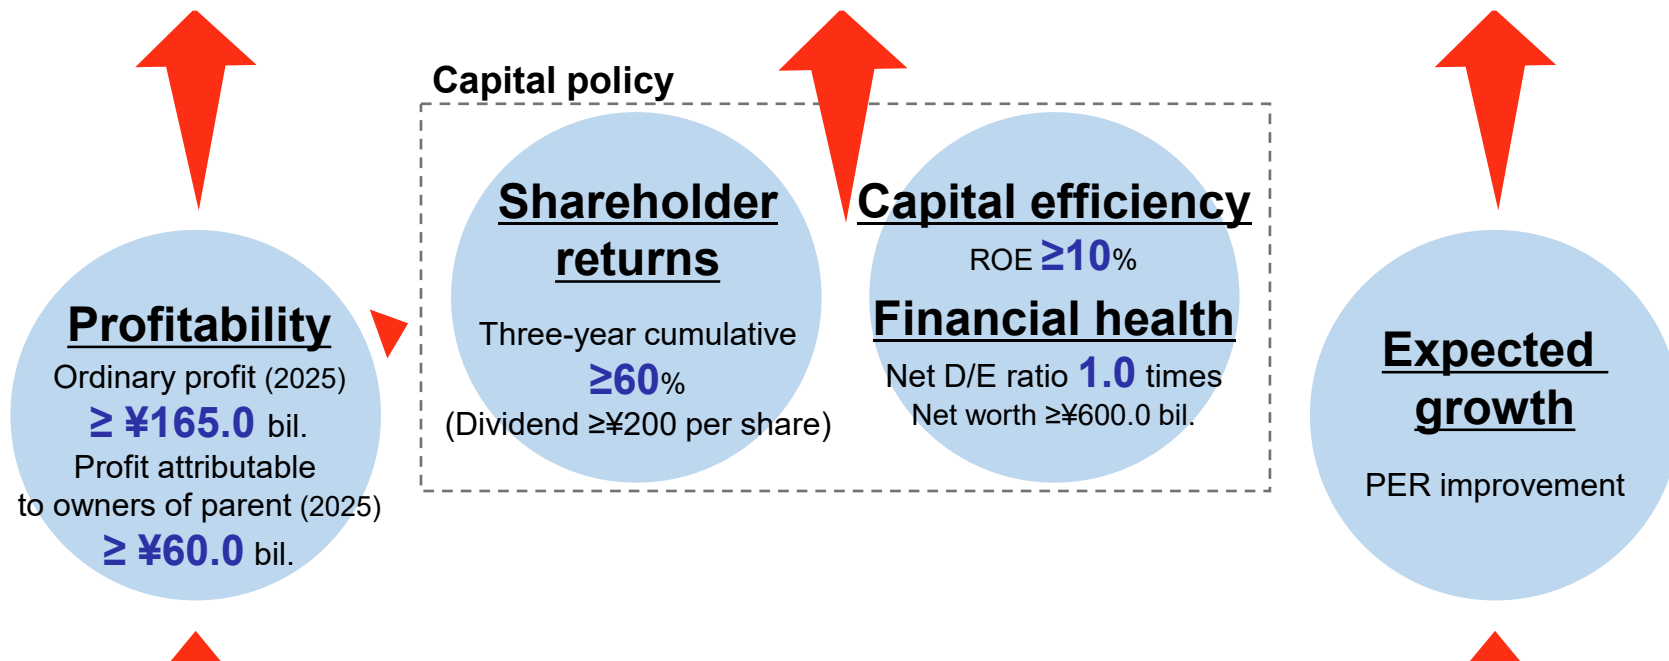 Capital policy
Profitability
Ordinary profit (2025)
≥ ¥165.0 bil.
Profit attributable
to owners of parent (2025)
≥ ¥60.0 bil.
Shareholder
returns
Three-year cumulative
≥60%
(Dividend ≥¥200 per share)
Capital efficiency
ROE ≥10%
Financial health
Net D/E ratio 1.0 times
Net worth ≥¥600.0 bil.
Expected
growth
PER improvement